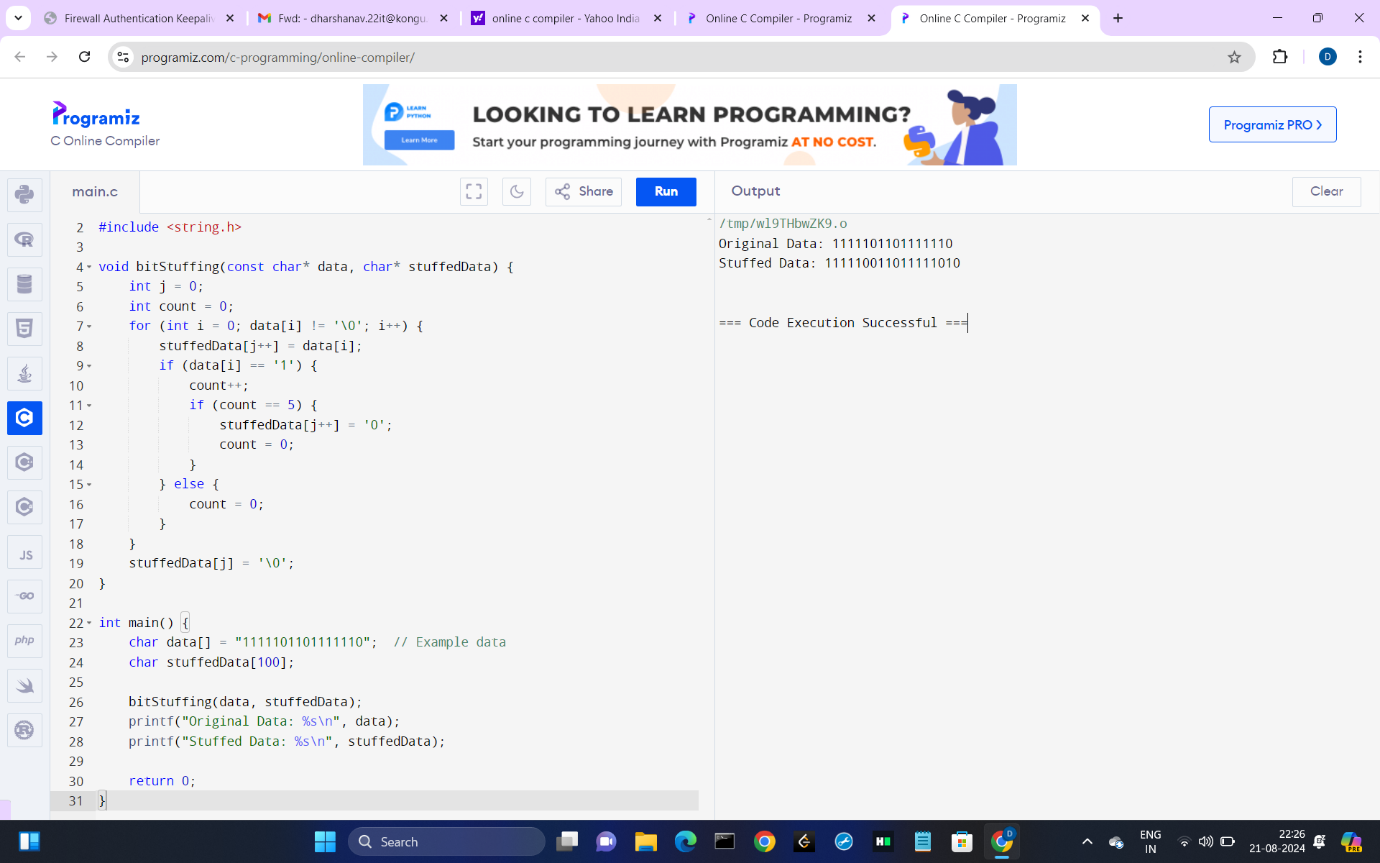 Firewall Authentication Keepaliv
Fwd: - dharshanav.22it@kongu.
online c compiler - Yahoo India
Online C Compiler - Programiz
Online C Compiler - Programiz
programiz.com/c-programming/online-compiler/
D
Programiz
C Online Compiler
LEARN
PYTHON
Learn More
LOOKING TO LEARN PROGRAMMING?
Start your programming journey with Programiz AT NO COST.
Programiz PRO
main.c
Share
Run
Output
Clear
2 #include <string.h>
3
4 void bitStuffing(const char* data, char* stuffedData) {
5 int j = 0;
6 int count = 0;
7 for (int i = 0; data[i] != '\0'; i++) {
8 stuffedData[j++] = data[i];
9 if (data[i] == '1') {
10 count++;
11 if (count == 5) {
12 stuffedData[j++] = '0';
13 count = 0;
14 }
15 } else {
16 count = 0;
17 }
18 }
19 stuffedData[j] = '\0';
20 }
21
22 int main() {
23 char data[] = "1111101101111110"; // Example data
24 char stuffedData[100];
25
26 bitStuffing(data, stuffedData);
27 printf("Original Data: %s\n", data);
28 printf("Stuffed Data: %s\n", stuffedData);
29
30 return 0;
31 }
/tmp/wl9THbwZK9.o
Original Data: 1111101101111110
Stuffed Data: 111110011011111010
=== Code Execution Successful ===
JS
GO
php
Search
ENG
IN
22:26
21-08-2024
PRE